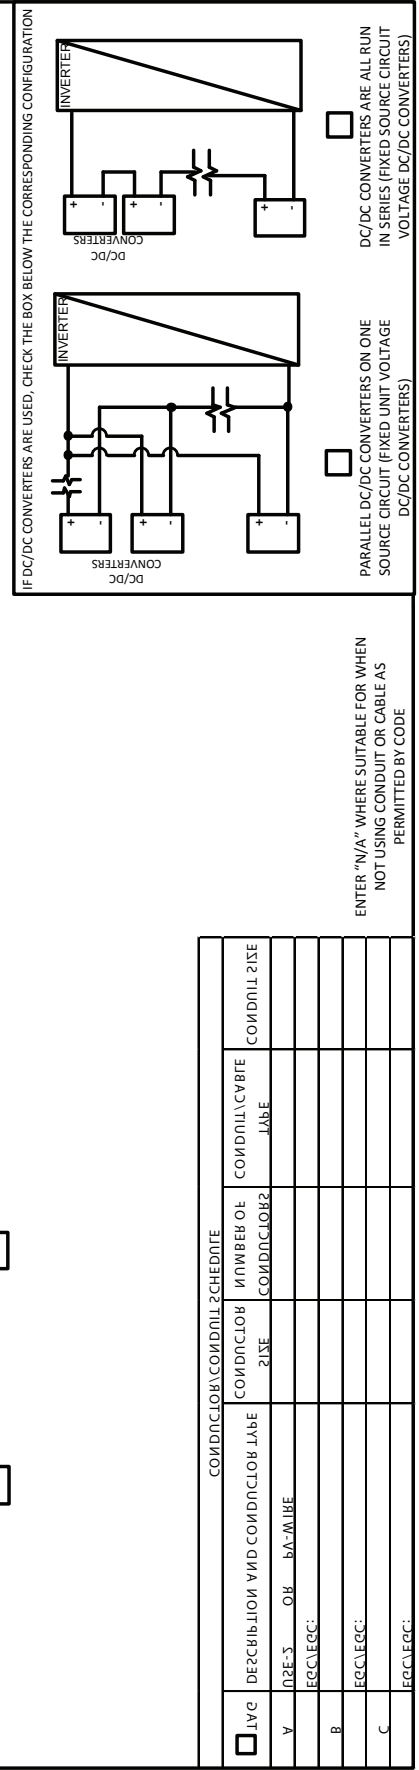 IF DC/DC CONVERTERS ARE USED, CHECK THE BOX BELOW THE CORRESPONDING CONFIGURATION
INVERTER
+ -
+ -
+ -
DC/DC
CONVERTERS
PARALLEL DC/DC CONVERTERS ON ONE
SOURCE CIRCUIT (FIXED UNIT VOLTAGE
DC/DC CONVERTERS)
INVERTER
+ -
+ -
+ -
DC/DC
CONVERTERS
DC/DC CONVERTERS ARE ALL RUN
IN SERIES (FIXED SOURCE CIRCUIT
VOLTAGE DC/DC CONVERTERS)
ENTER “N/A” WHERE SUITABLE FOR WHEN
NOT USING CONDUIT OR CABLE AS
PERMITTED BY CODE
CONDUCTOR/CONDUIT SCHEDULE
TAG
DESCRIPTION AND CONDUCTOR TYPE
CONDUCTOR
SIZE
NUMBER OF
CONDUCTORS
CONDUIT/CABLE
TYPE
CONDUIT SIZE
A USE-2 OR PV-WIRE
EGC/EGC:
B
EGC/EGC:
C
EGC/EGC: